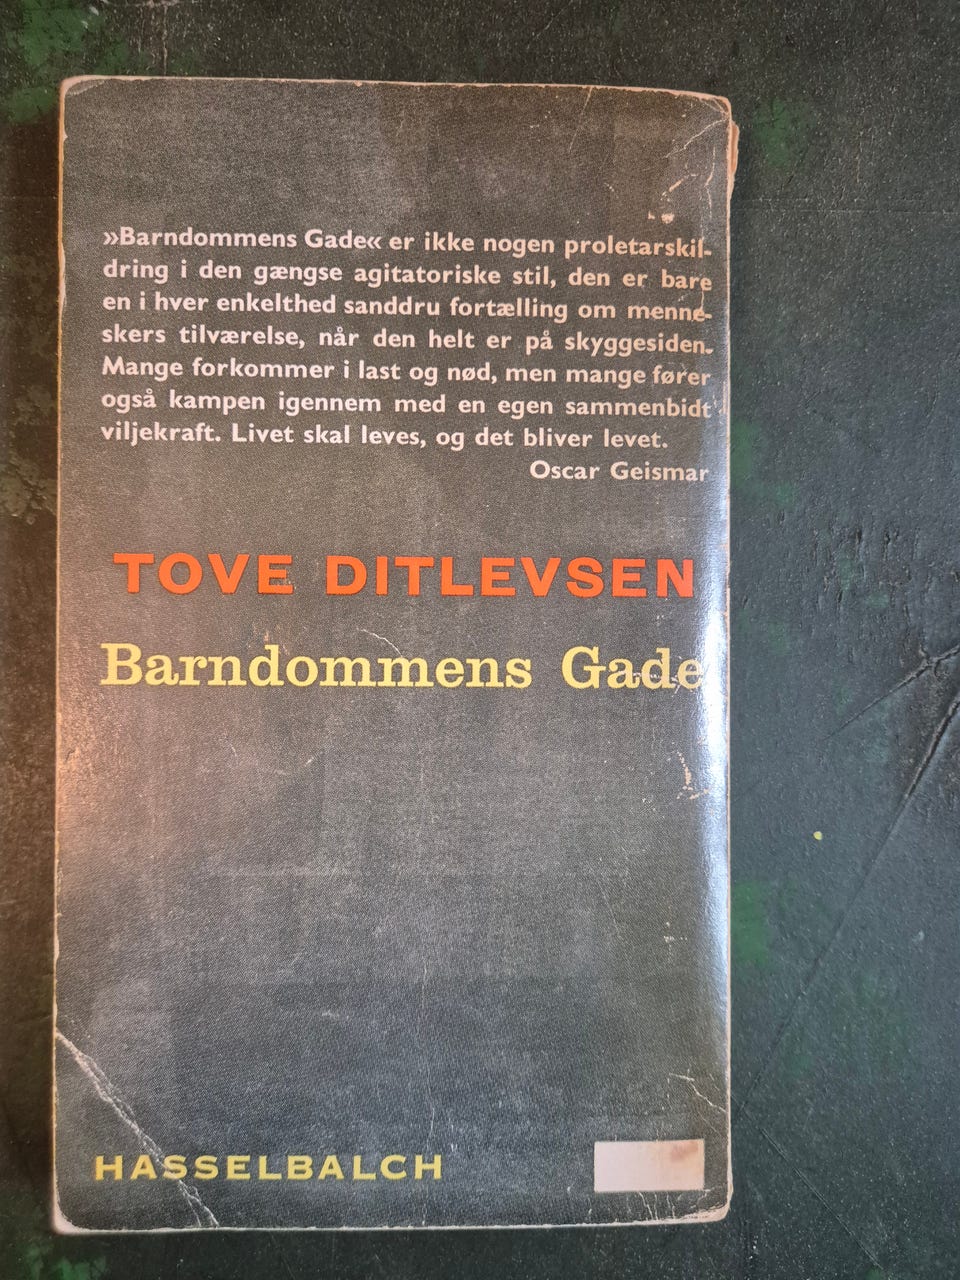 »Barndommens Gade« er ikke nogen proletarskil-
dring i den gængse agitatoriske stil, den er bare
en i hver enkelthed sanddru fortælling om menne-
skers tilværelse, når den helt er på skyggesiden.
Mange forkommer i last og nød, men mange fører
også kampen igennem med en egen sammenbidt
viljekraft. Livet skal leves, og det bliver levet.
Oscar Geismar
TOVE DITLEVSEN
Barndommens Gade
HASSELBALCH